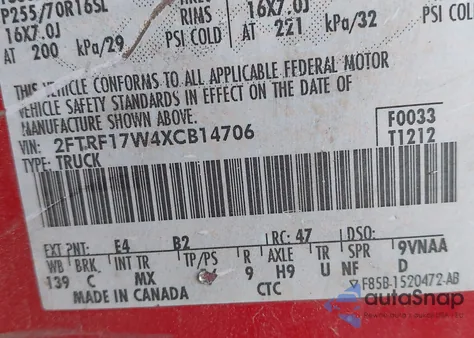 P255/70R16SL RIMS 16X7.0J P25
16X7.0J PSI COLD
AT 200 kPa/29 AT 221 kPa/32 PSI COLD
THIS VEHICLE CONFORMS TO ALL APPLICABLE FEDERAL MOTOR
VEHICLE SAFETY STANDARDS IN EFFECT ON THE DATE OF
MANUFACTURE SHOWN ABOVE.
VIN: 2FTRF17W4XCB14706 F0033
TYPE: TRUCK T1212
EXT PNT: E4 B2 RC: 47 DSO:
WB BRK INT TR TP/PS R AXLE TR SPR 9VNAA
139 C MX 9 H9 U NF D
MADE IN CANADA CTC F85B-1520472-AB
autoSnap